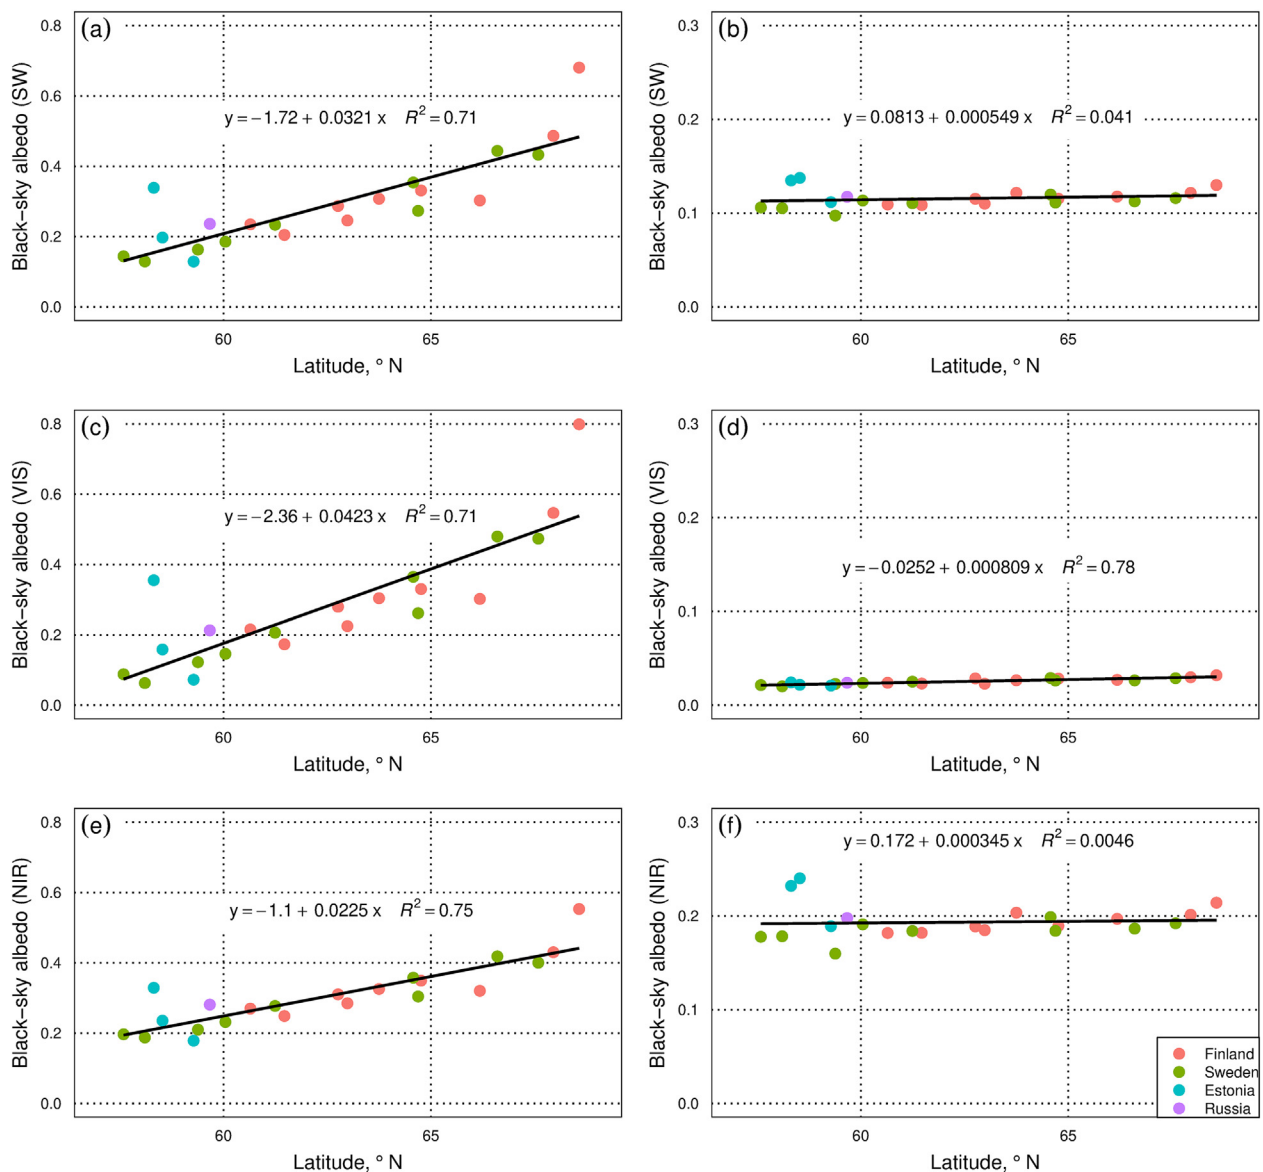 (a)
Black−sky albedo (SW)
0.8
0.6
0.4
0.2
0.0
y = −1.72 + 0.0321 x R² = 0.71
60 65
Latitude, ° N
(b)
Black−sky albedo (SW)
0.3
0.2
0.1
0.0
y = 0.0813 + 0.000549 x R² = 0.041
60 65
Latitude, ° N
(c)
Black−sky albedo (VIS)
0.8
0.6
0.4
0.2
0.0
y = −2.36 + 0.0423 x R² = 0.71
60 65
Latitude, ° N
(d)
Black−sky albedo (VIS)
0.3
0.2
0.1
0.0
y = −0.0252 + 0.000809 x R² = 0.78
60 65
Latitude, ° N
(e)
Black−sky albedo (NIR)
0.8
0.6
0.4
0.2
0.0
y = −1.1 + 0.0225 x R² = 0.75
60 65
Latitude, ° N
(f)
Black−sky albedo (NIR)
0.3
0.2
0.1
0.0
y = 0.172 + 0.000345 x R² = 0.0046
60 65
Latitude, ° N
Finland
Sweden
Estonia
Russia